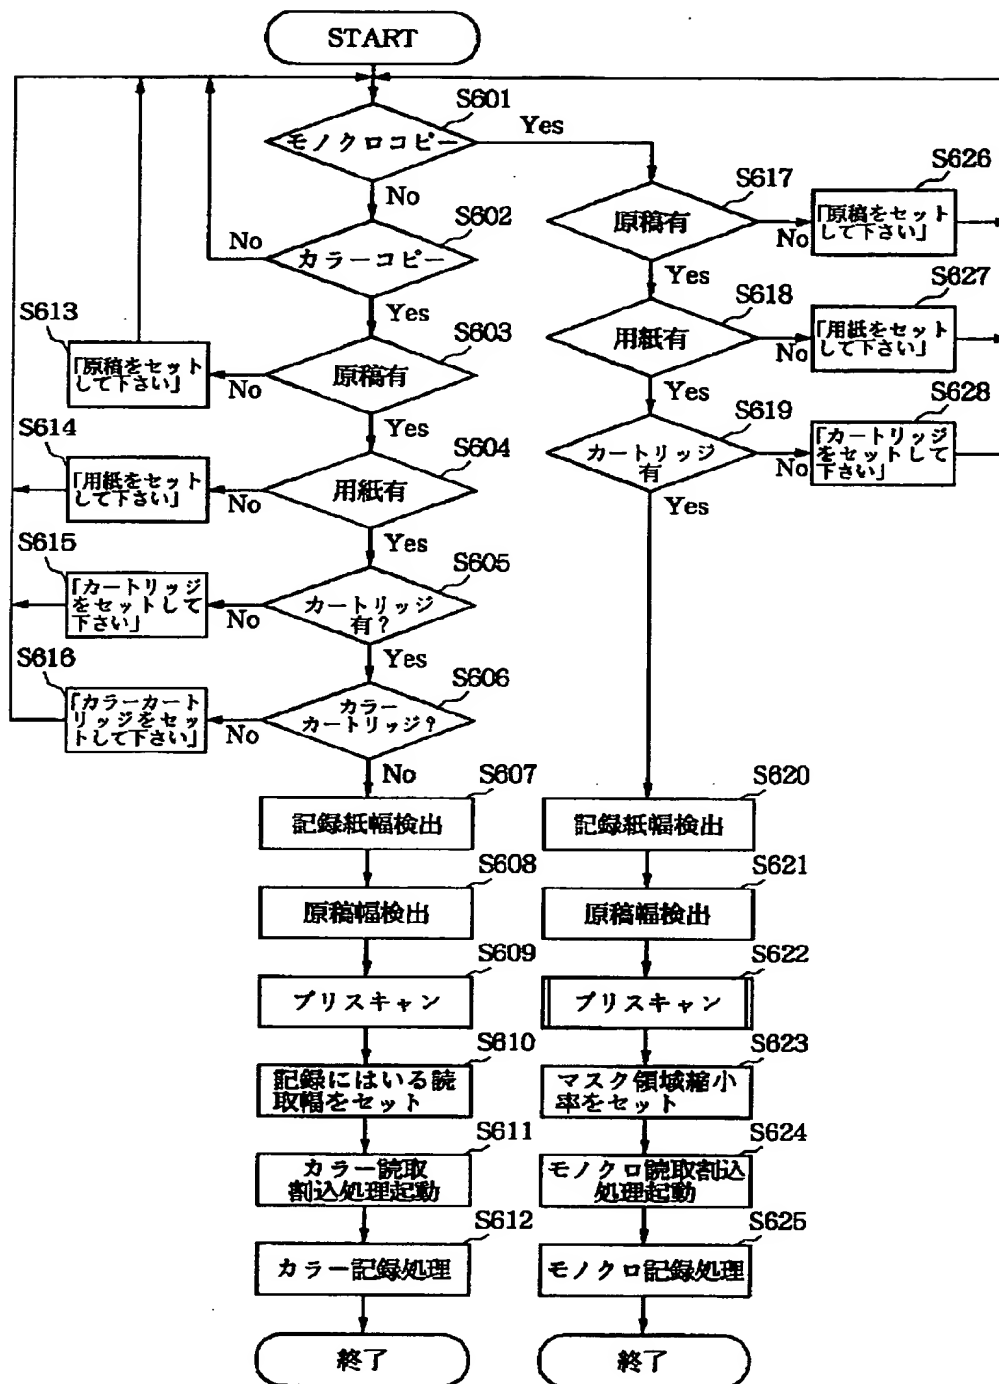 START
S601
モノクロコピー
Yes
No
S602
カラーコピー
No
Yes
S603
原稿有
No
S613
「原稿をセット
して下さい」
Yes
S604
用紙有
No
S614
「用紙をセット
して下さい」
Yes
S605
カートリッジ
有?
No
S615
「カートリッジ
をセットして
下さい」
Yes
S606
カラー
カートリッジ?
No
S616
「カラーカート
リッジをセッ
トして下さい」
No
S607
記録紙幅検出
S608
原稿幅検出
S609
プリスキャン
S610
記録にはいる読
取幅をセット
S611
カラー読取
割込処理起動
S612
カラー記録処理
終了
S617
原稿有
No
S626
「原稿をセット
して下さい」
Yes
S618
用紙有
No
S627
「用紙をセット
して下さい」
Yes
S619
カートリッジ
有
No
S628
「カートリッジ
をセットして
下さい」
Yes
S620
記録紙幅検出
S621
原稿幅検出
S622
プリスキャン
S623
マスク領域縮小
率をセット
S624
モノクロ読取割込
処理起動
S625
モノクロ記録処理
終了